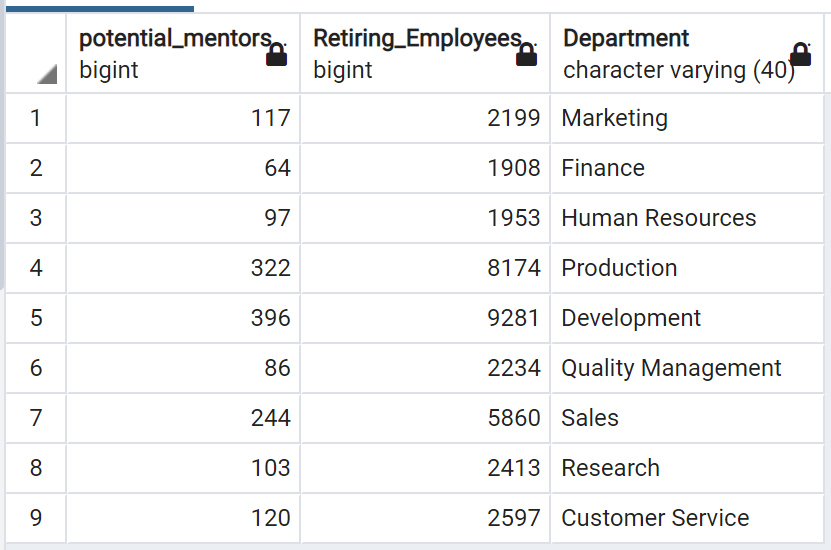 potential_mentors.. Retiring_Employees.. Department
bigint bigint character varying (40)
1 117 2199 Marketing
2 64 1908 Finance
3 97 1953 Human Resources
4 322 8174 Production
5 396 9281 Development
6 86 2234 Quality Management
7 244 5860 Sales
8 103 2413 Research
9 120 2597 Customer Service